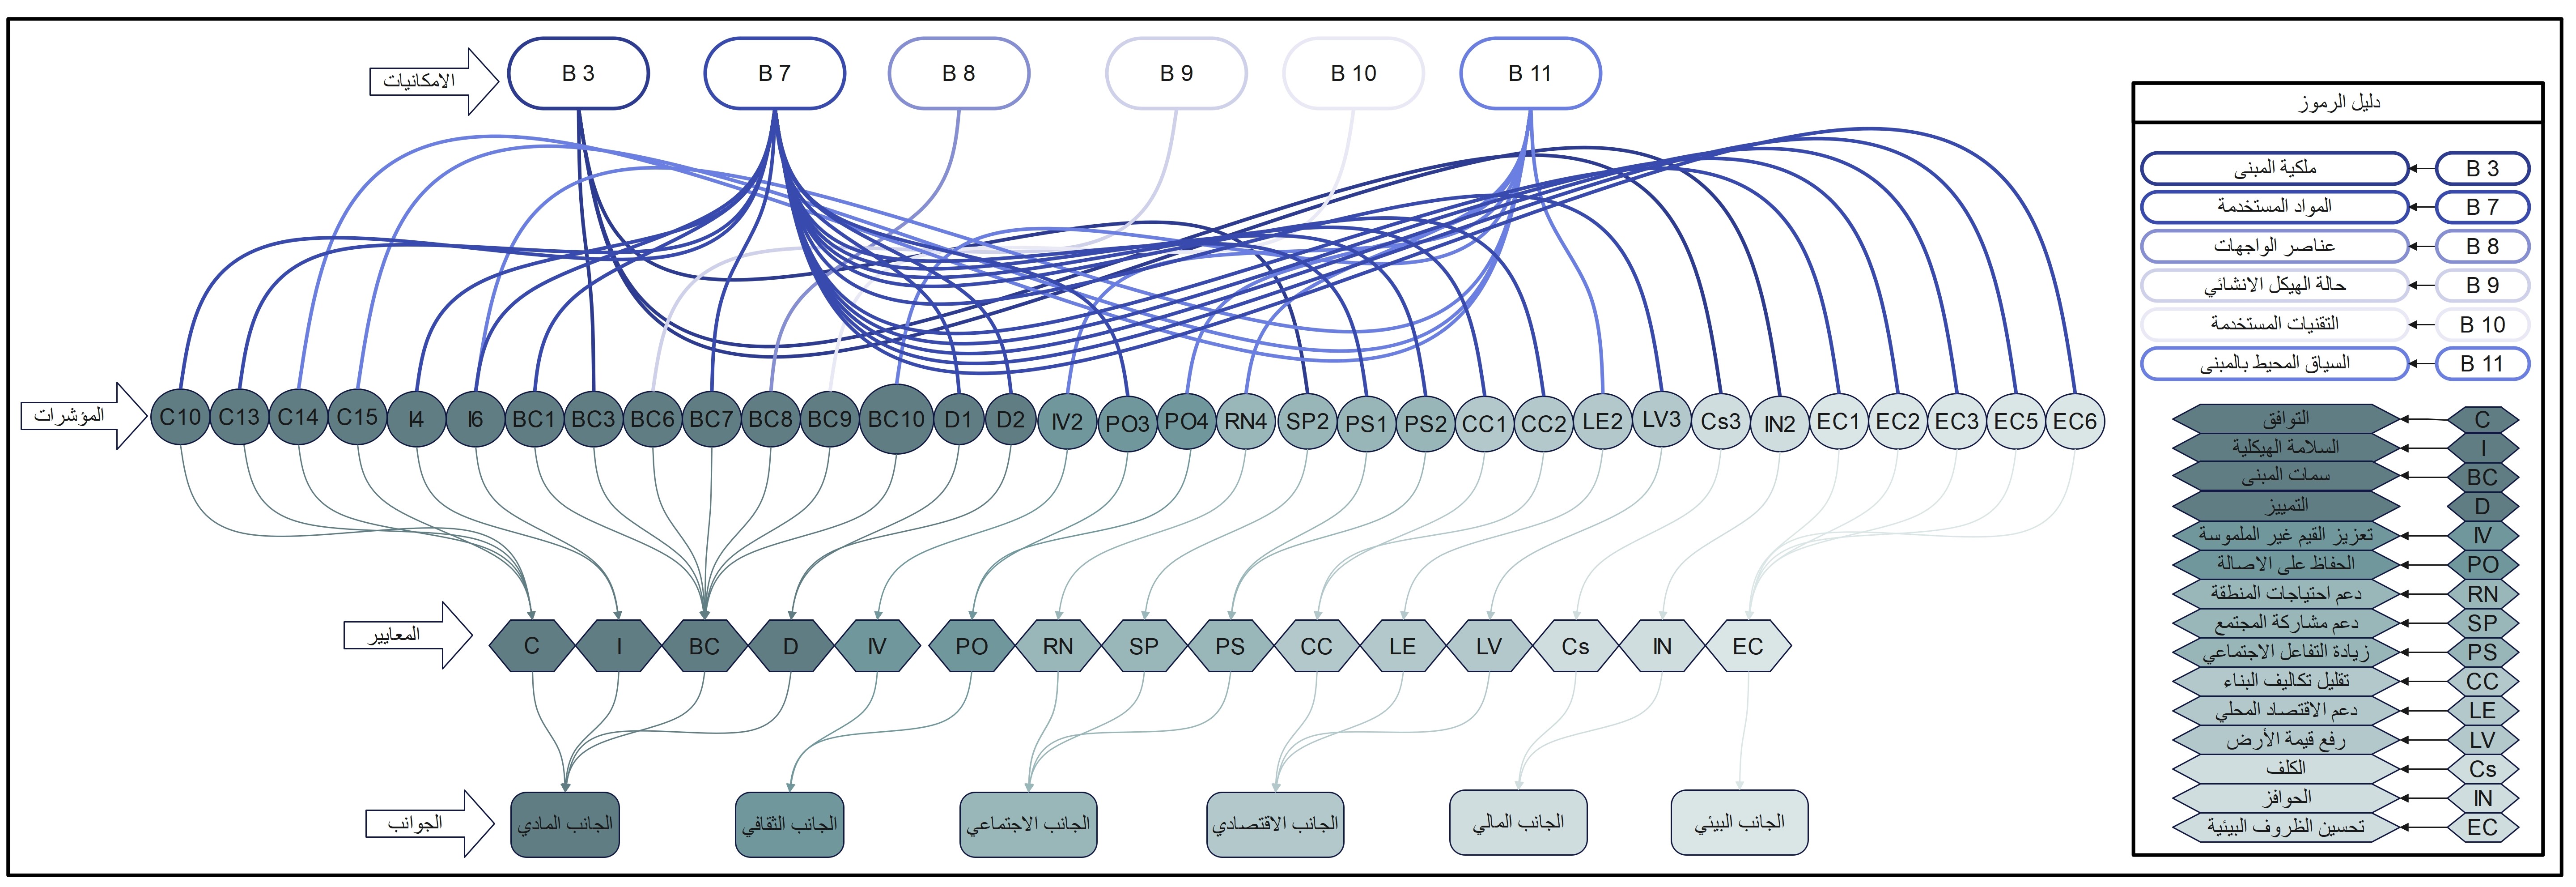 الامكانيات
B 3
B 7
B 8
B 9
B 10
B 11
المؤشرات
C10
C13
C14
C15
I4
I6
BC1
BC3
BC6
BC7
BC8
BC9
BC10
D1
D2
IV2
PO3
PO4
RN4
SP2
PS1
PS2
CC1
CC2
LE2
LV3
Cs3
IN2
EC1
EC2
EC3
EC5
EC6
المعايير
C
I
BC
D
IV
PO
RN
SP
PS
CC
LE
LV
Cs
IN
EC
الجوانب
الجانب المادي
الجانب الثقافي
الجانب الاجتماعي
الجانب الاقتصادي
الجانب المالي
الجانب البيئي
دليل الرموز
B 3
ملكية المبنى
B 7
المواد المستخدمة
B 8
عناصر الواجهات
B 9
حالة الهيكل الانشائي
B 10
التقنيات المستخدمة
B 11
السياق المحيط بالمبنى
C
التوافق
I
السلامة الهيكلية
BC
سمات المبنى
D
التمييز
IV
تعزيز القيم غير الملموسة
PO
الحفاظ على الاصالة
RN
دعم احتياجات المنطقة
SP
دعم مشاركة المجتمع
PS
زيادة التفاعل الاجتماعي
CC
تقليل تكاليف البناء
LE
دعم الاقتصاد المحلي
LV
رفع قيمة الأرض
Cs
الكلف
IN
الحوافز
EC
تحسين الظروف البيئية